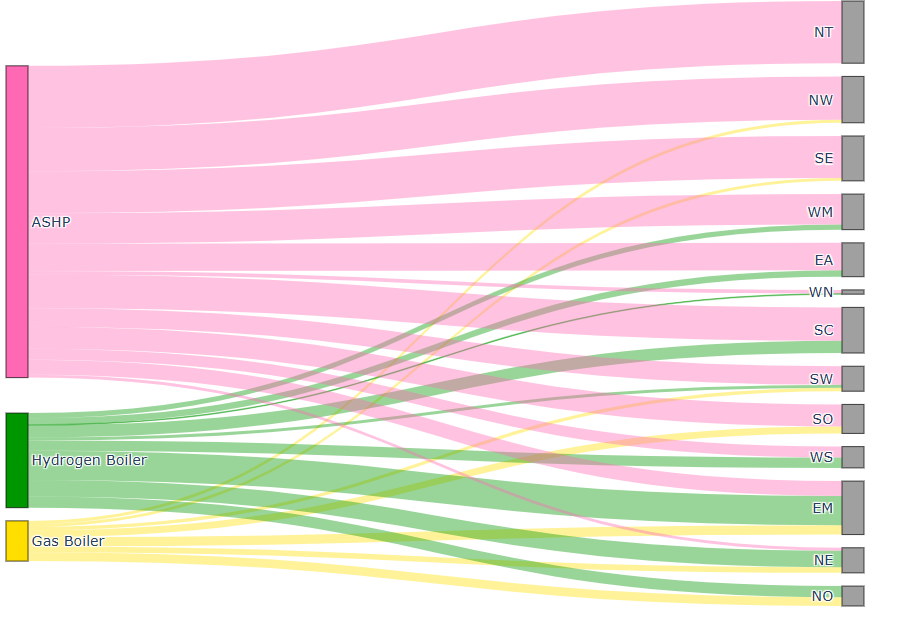 ASHP
Hydrogen Boiler
Gas Boiler
NT
NW
SE
WM
EA
WN
SC
SW
SO
WS
EM
NE
NO